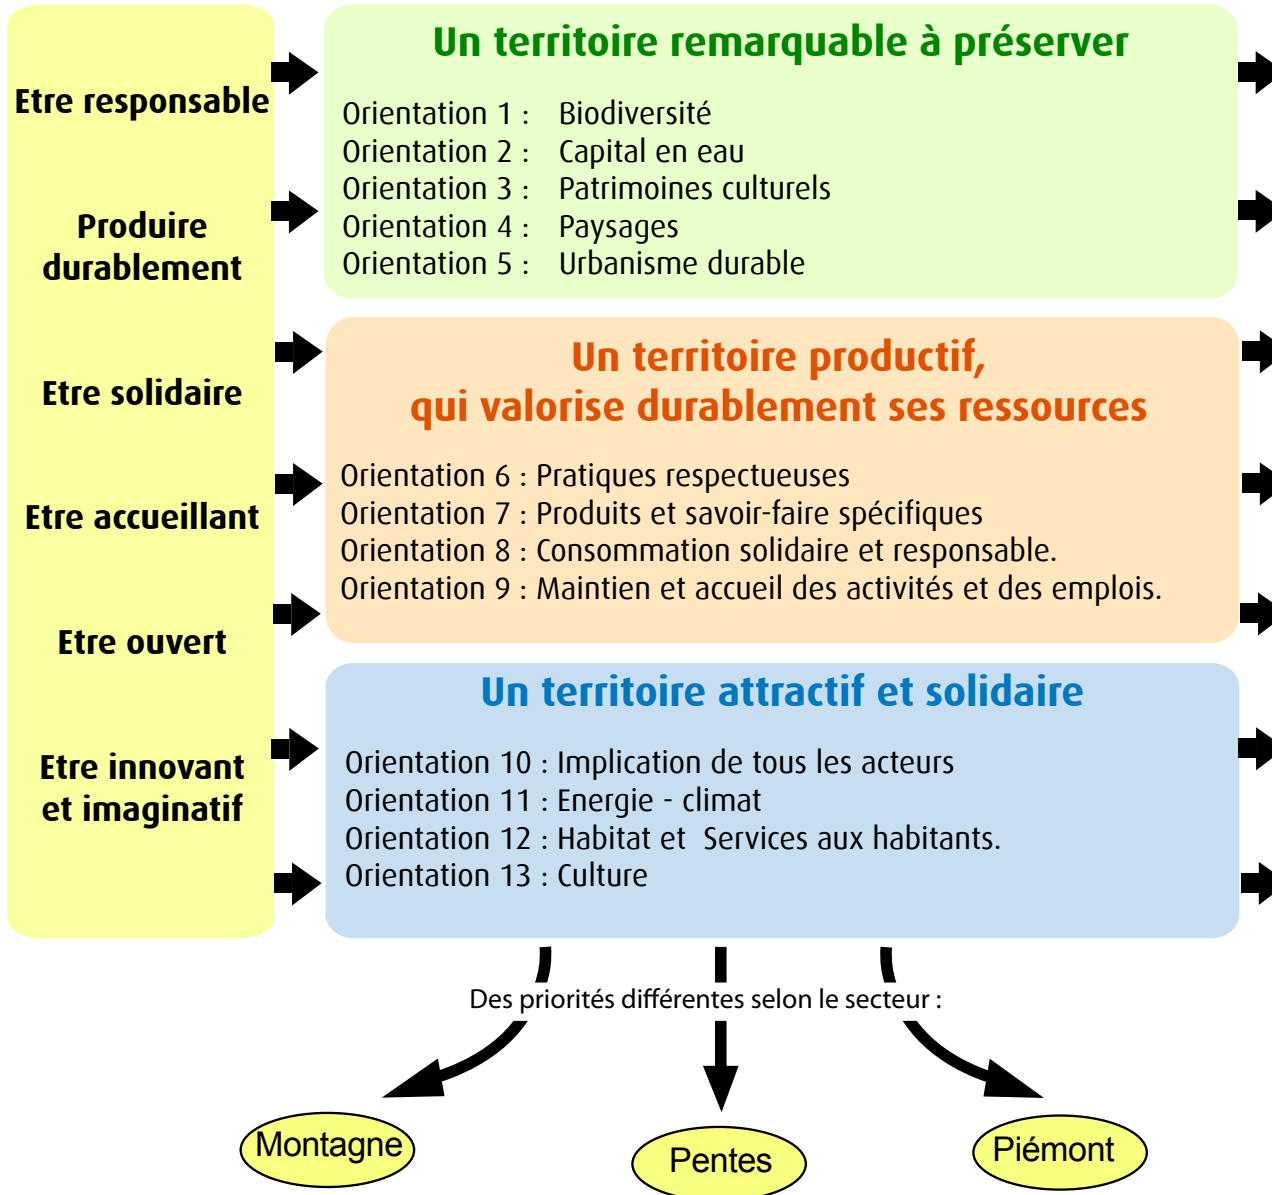 Etre responsable
Produire
durablement
Etre solidaire
Etre accueillant
Etre ouvert
Etre innovant
et imaginatif
Un territoire remarquable à préserver
Orientation 1 : Biodiversité
Orientation 2 : Capital en eau
Orientation 3 : Patrimoines culturels
Orientation 4 : Paysages
Orientation 5 : Urbanisme durable
Un territoire productif,
qui valorise durablement ses ressources
Orientation 6 : Pratiques respectueuses
Orientation 7 : Produits et savoir-faire spécifiques
Orientation 8 : Consommation solidaire et responsable.
Orientation 9 : Maintien et accueil des activités et des emplois.
Un territoire attractif et solidaire
Orientation 10 : Implication de tous les acteurs
Orientation 11 : Energie - climat
Orientation 12 : Habitat et Services aux habitants.
Orientation 13 : Culture
Des priorités différentes selon le secteur :
Montagne
Pentes
Piémont